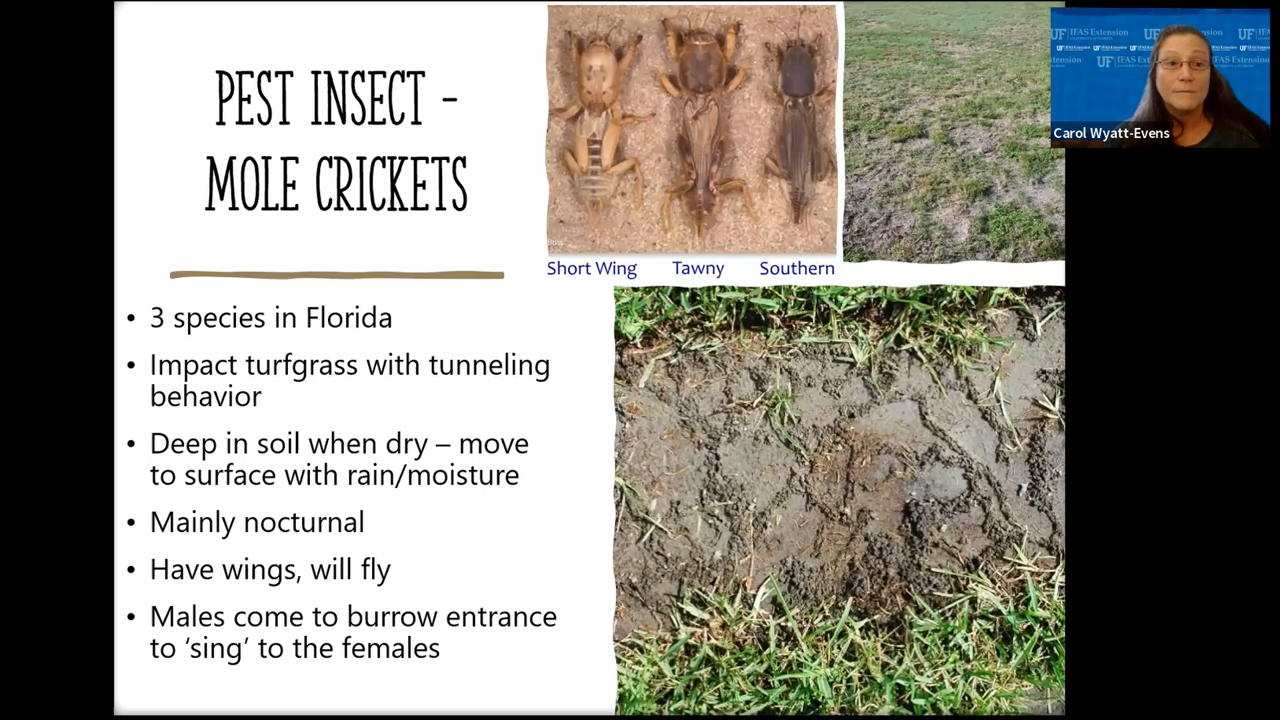 PEST INSECT -
MOLE CRICKETS
Short Wing
Tawny
Southern
• 3 species in Florida
• Impact turfgrass with tunneling
behavior
• Deep in soil when dry – move
to surface with rain/moisture
• Mainly nocturnal
• Have wings, will fly
• Males come to burrow entrance
to ‘sing’ to the females
UF IFAS Extension
Carol Wyatt-Evens